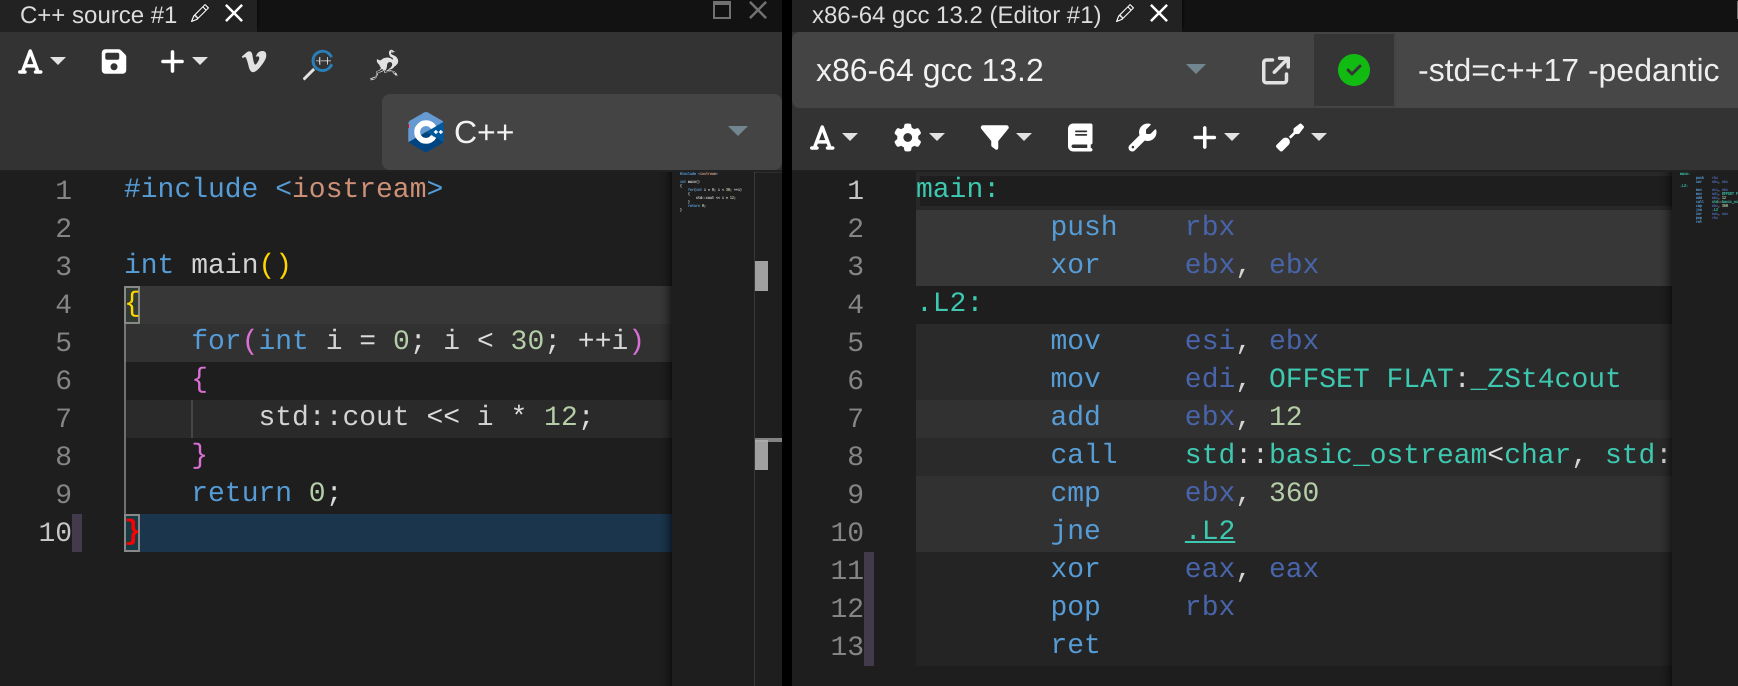 C++ source #1
C++
1 #include <iostream>
2
3 int main()
4 {
5 for(int i = 0; i < 30; ++i)
6 {
7 std::cout << i * 12;
8 }
9 return 0;
10 }
x86-64 gcc 13.2 (Editor #1)
x86-64 gcc 13.2
-std=c++17 -pedantic
1 main:
2 push rbx
3 xor ebx, ebx
4 .L2:
5 mov esi, ebx
6 mov edi, OFFSET FLAT:_ZSt4cout
7 add ebx, 12
8 call std::basic_ostream<char, std:
9 cmp ebx, 360
10 jne .L2
11 xor eax, eax
12 pop rbx
13 ret